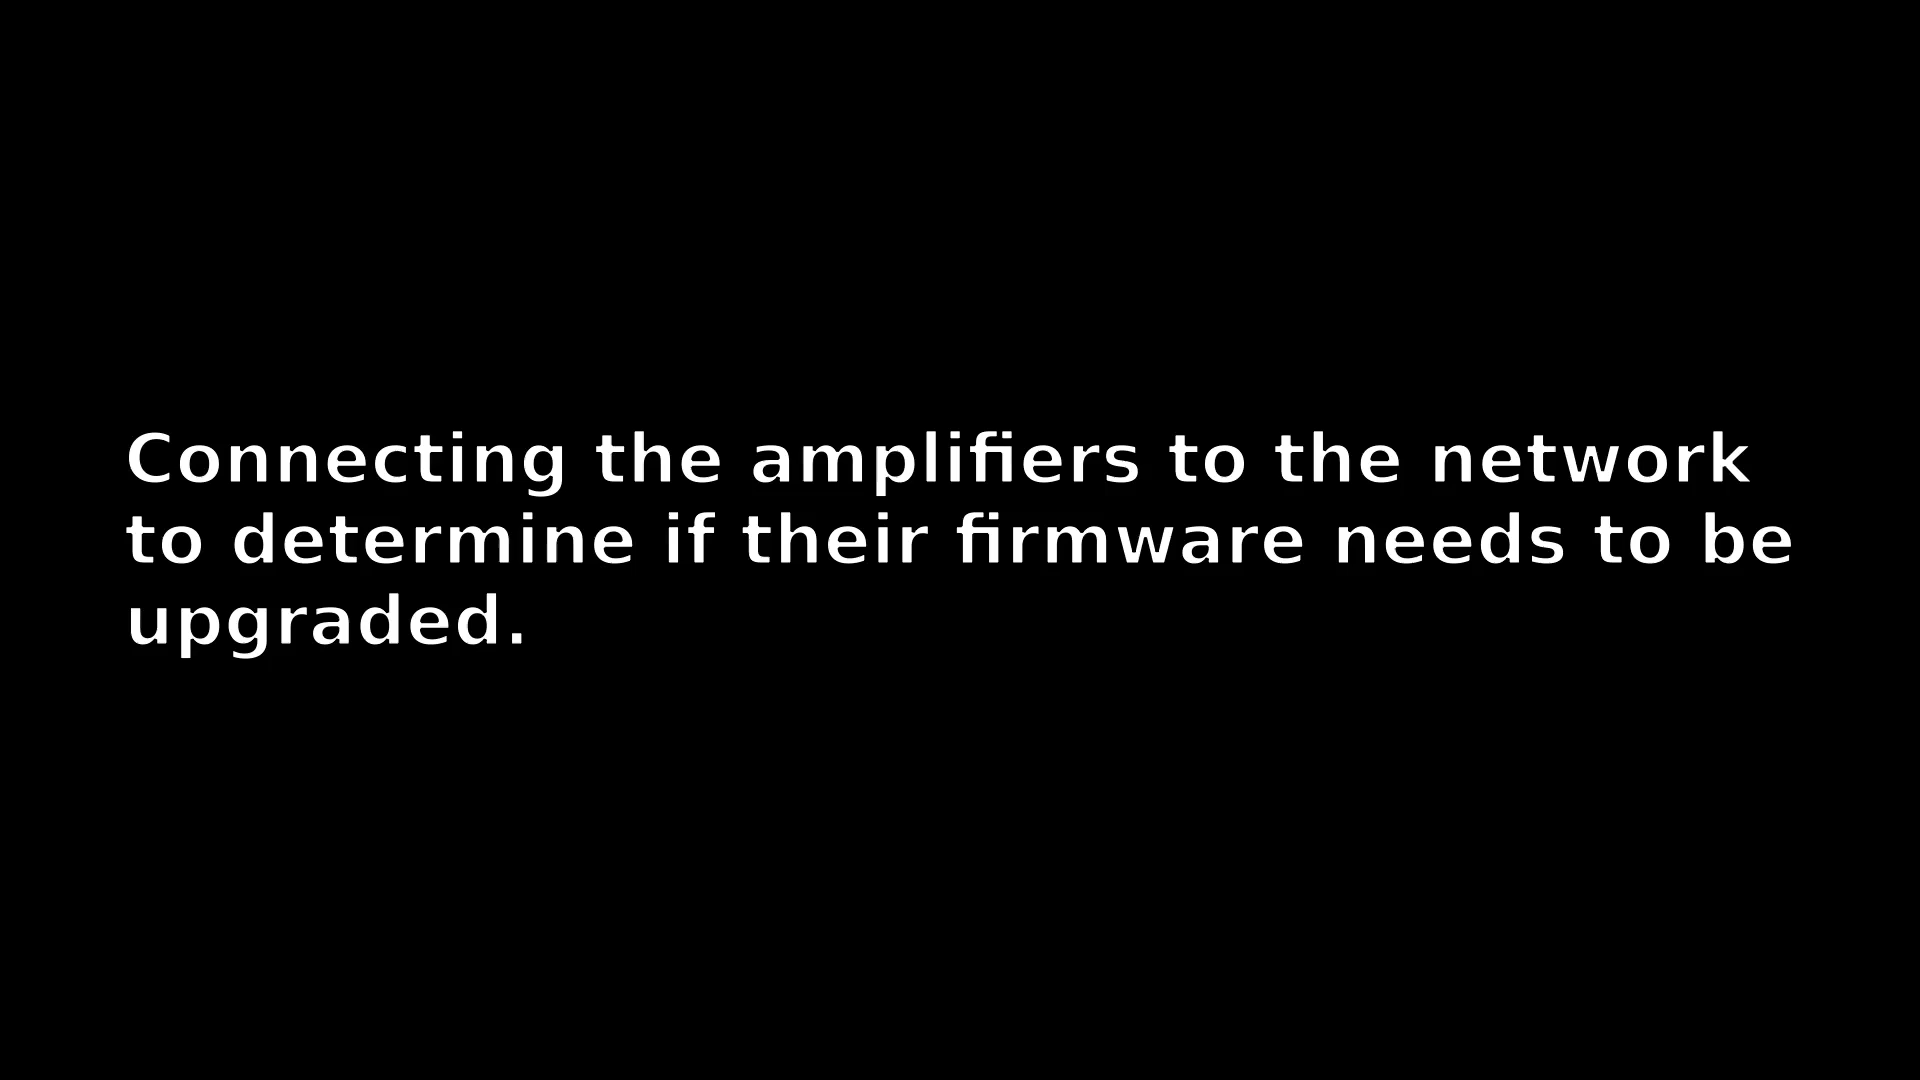 Connecting the amplifiers to the network
to determine if their firmware needs to be
upgraded.